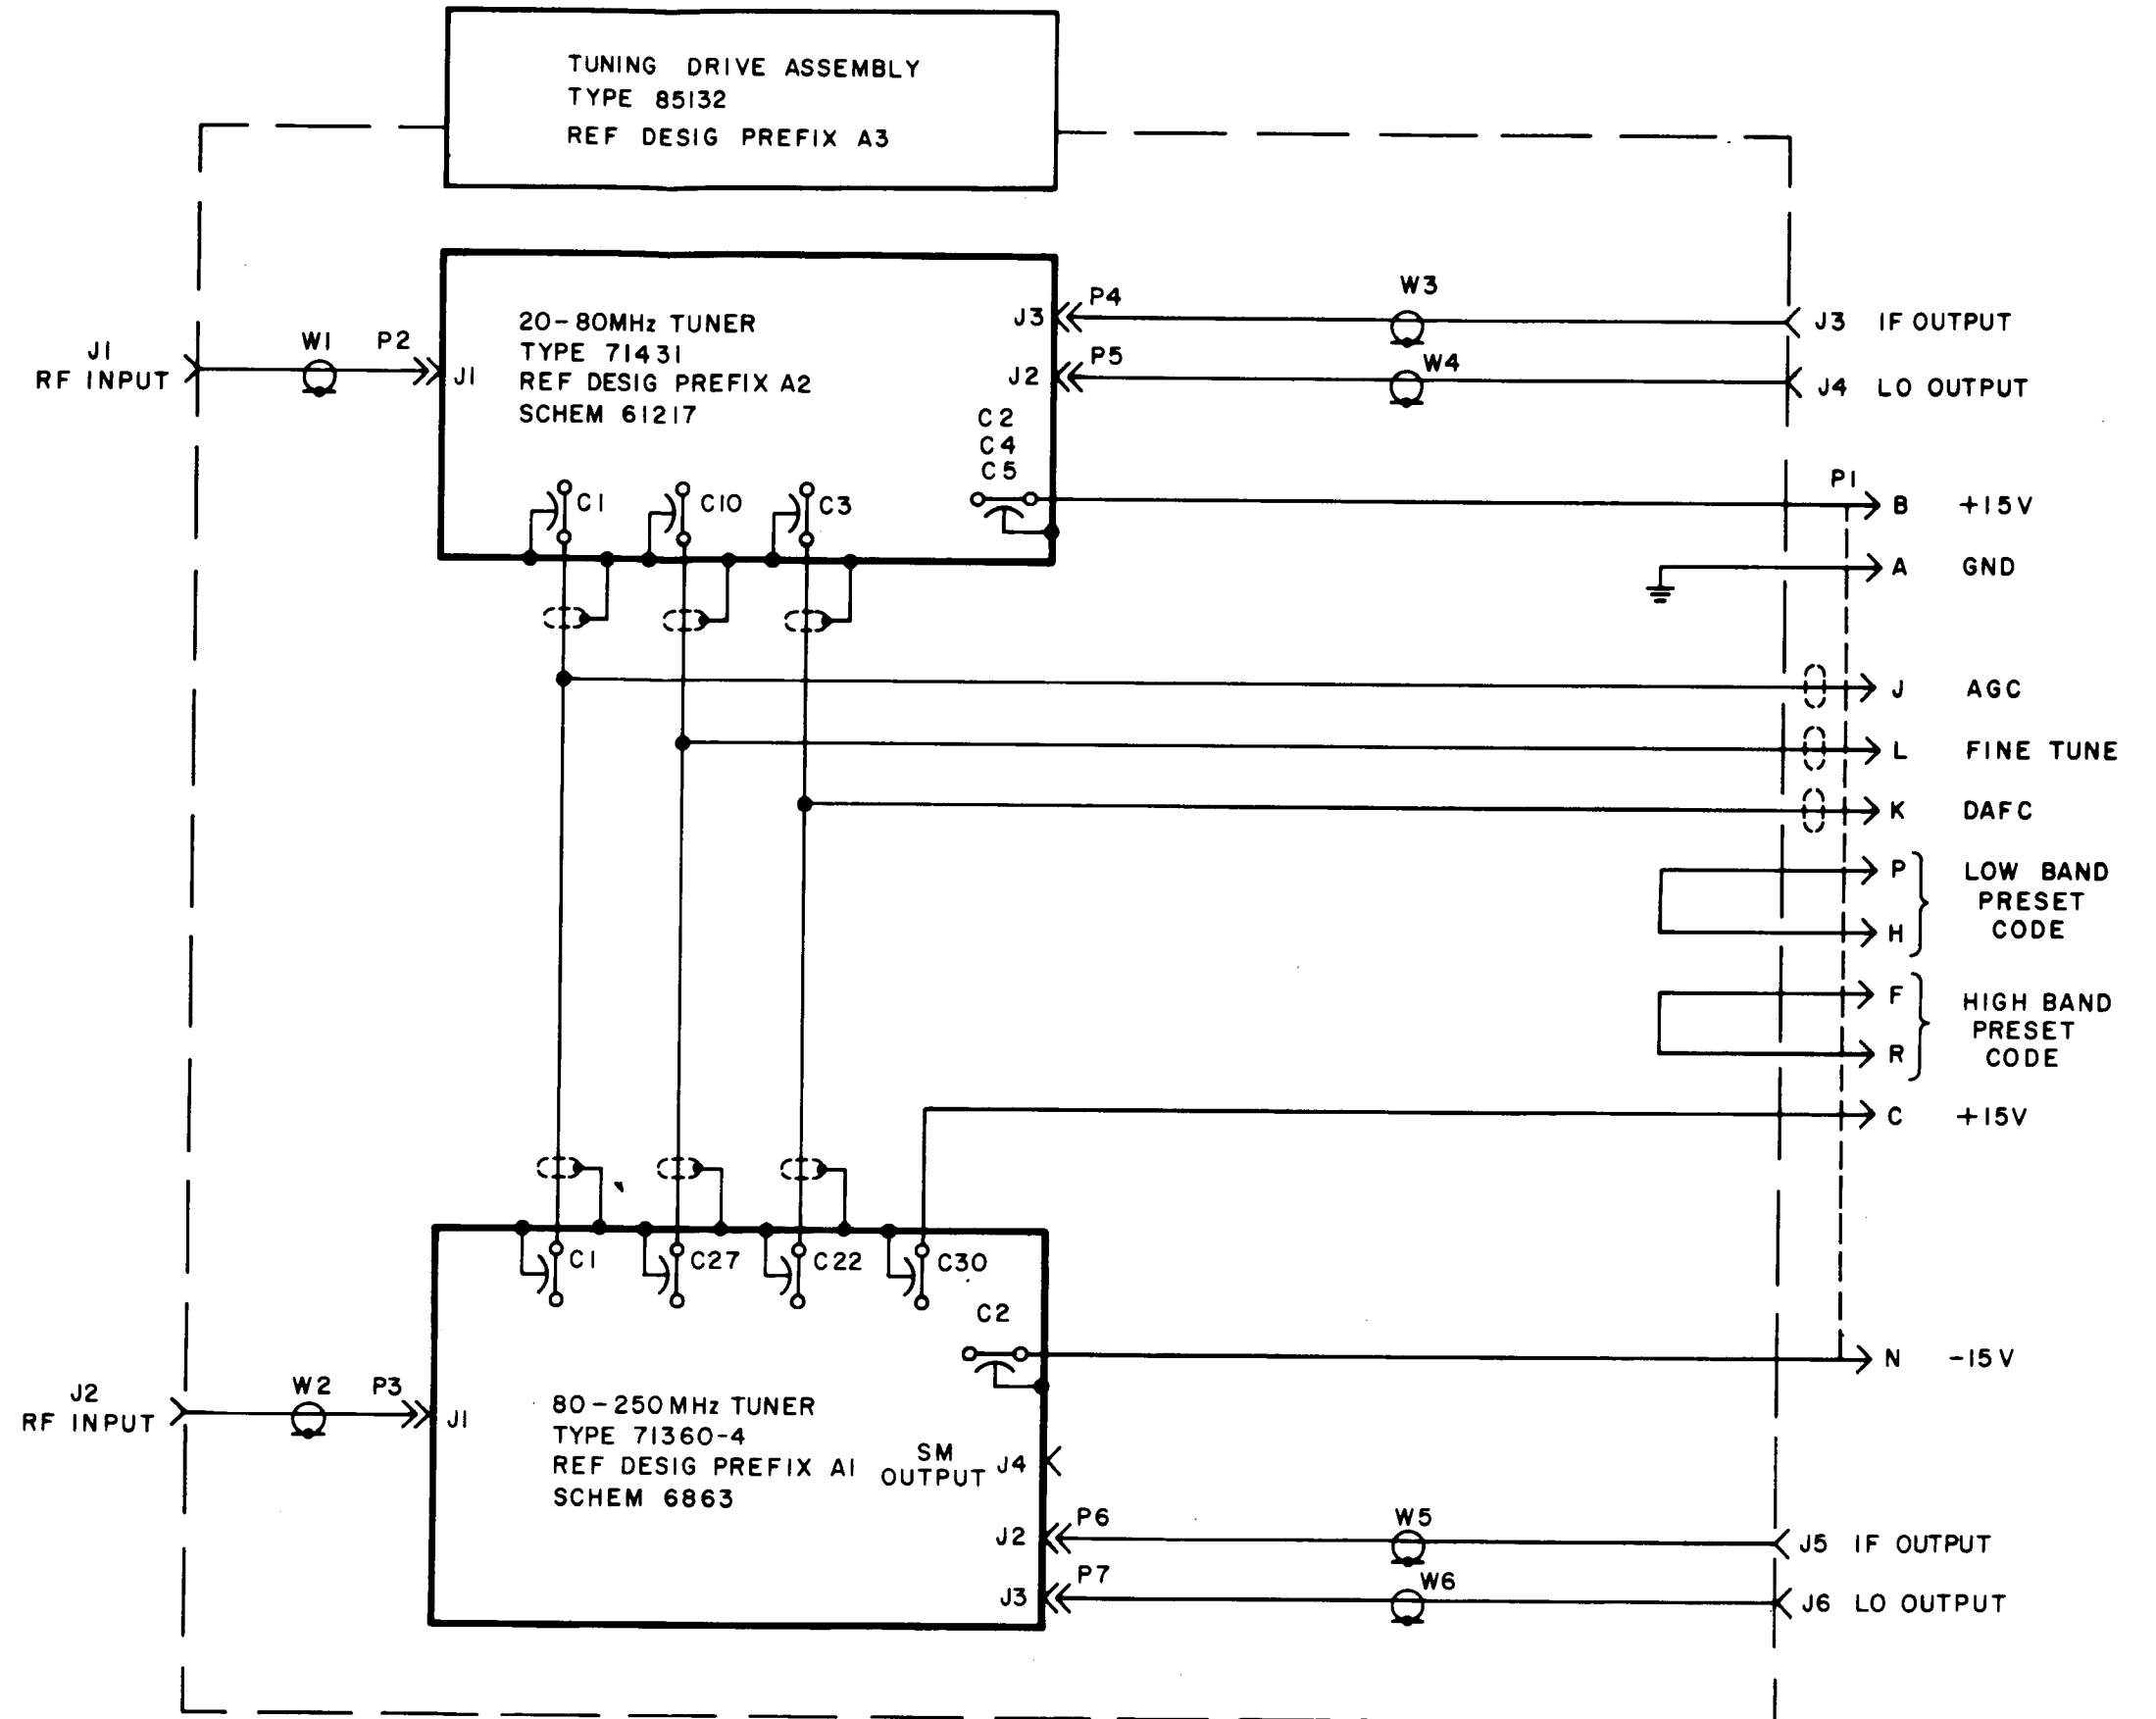 TUNING DRIVE ASSEMBLY
TYPE 85132
REF DESIG PREFIX A3
20-80MHz TUNER
TYPE 71431
REF DESIG PREFIX A2
SCHEM 61217
J1
RF INPUT
W1
P2
J1
J3
P4
W3
J3 IF OUTPUT
J2
P5
W4
J4 LO OUTPUT
C2
C4
C5
C1
C10
C3
P1
B +15V
A GND
J AGC
L FINE TUNE
K DAFC
P
H
LOW BAND
PRESET
CODE
F
R
HIGH BAND
PRESET
CODE
C +15V
C1
C27
C22
C30
C2
N -15V
J2
RF INPUT
W2
P3
J1
80-250MHz TUNER
TYPE 71360-4
REF DESIG PREFIX A1
SCHEM 6863
SM
OUTPUT
J4
J2
P6
W5
J5 IF OUTPUT
J3
P7
W6
J6 LO OUTPUT